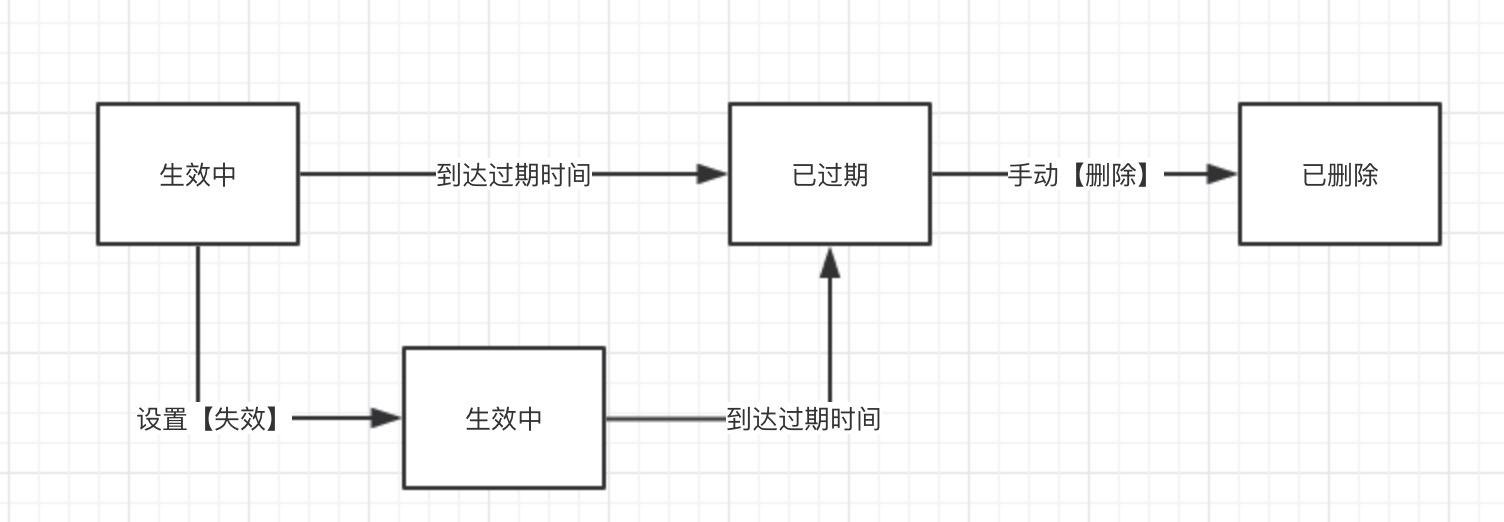 生效中
到达过期时间
已过期
手动【删除】
已删除
设置【失效】
生效中
到达过期时间